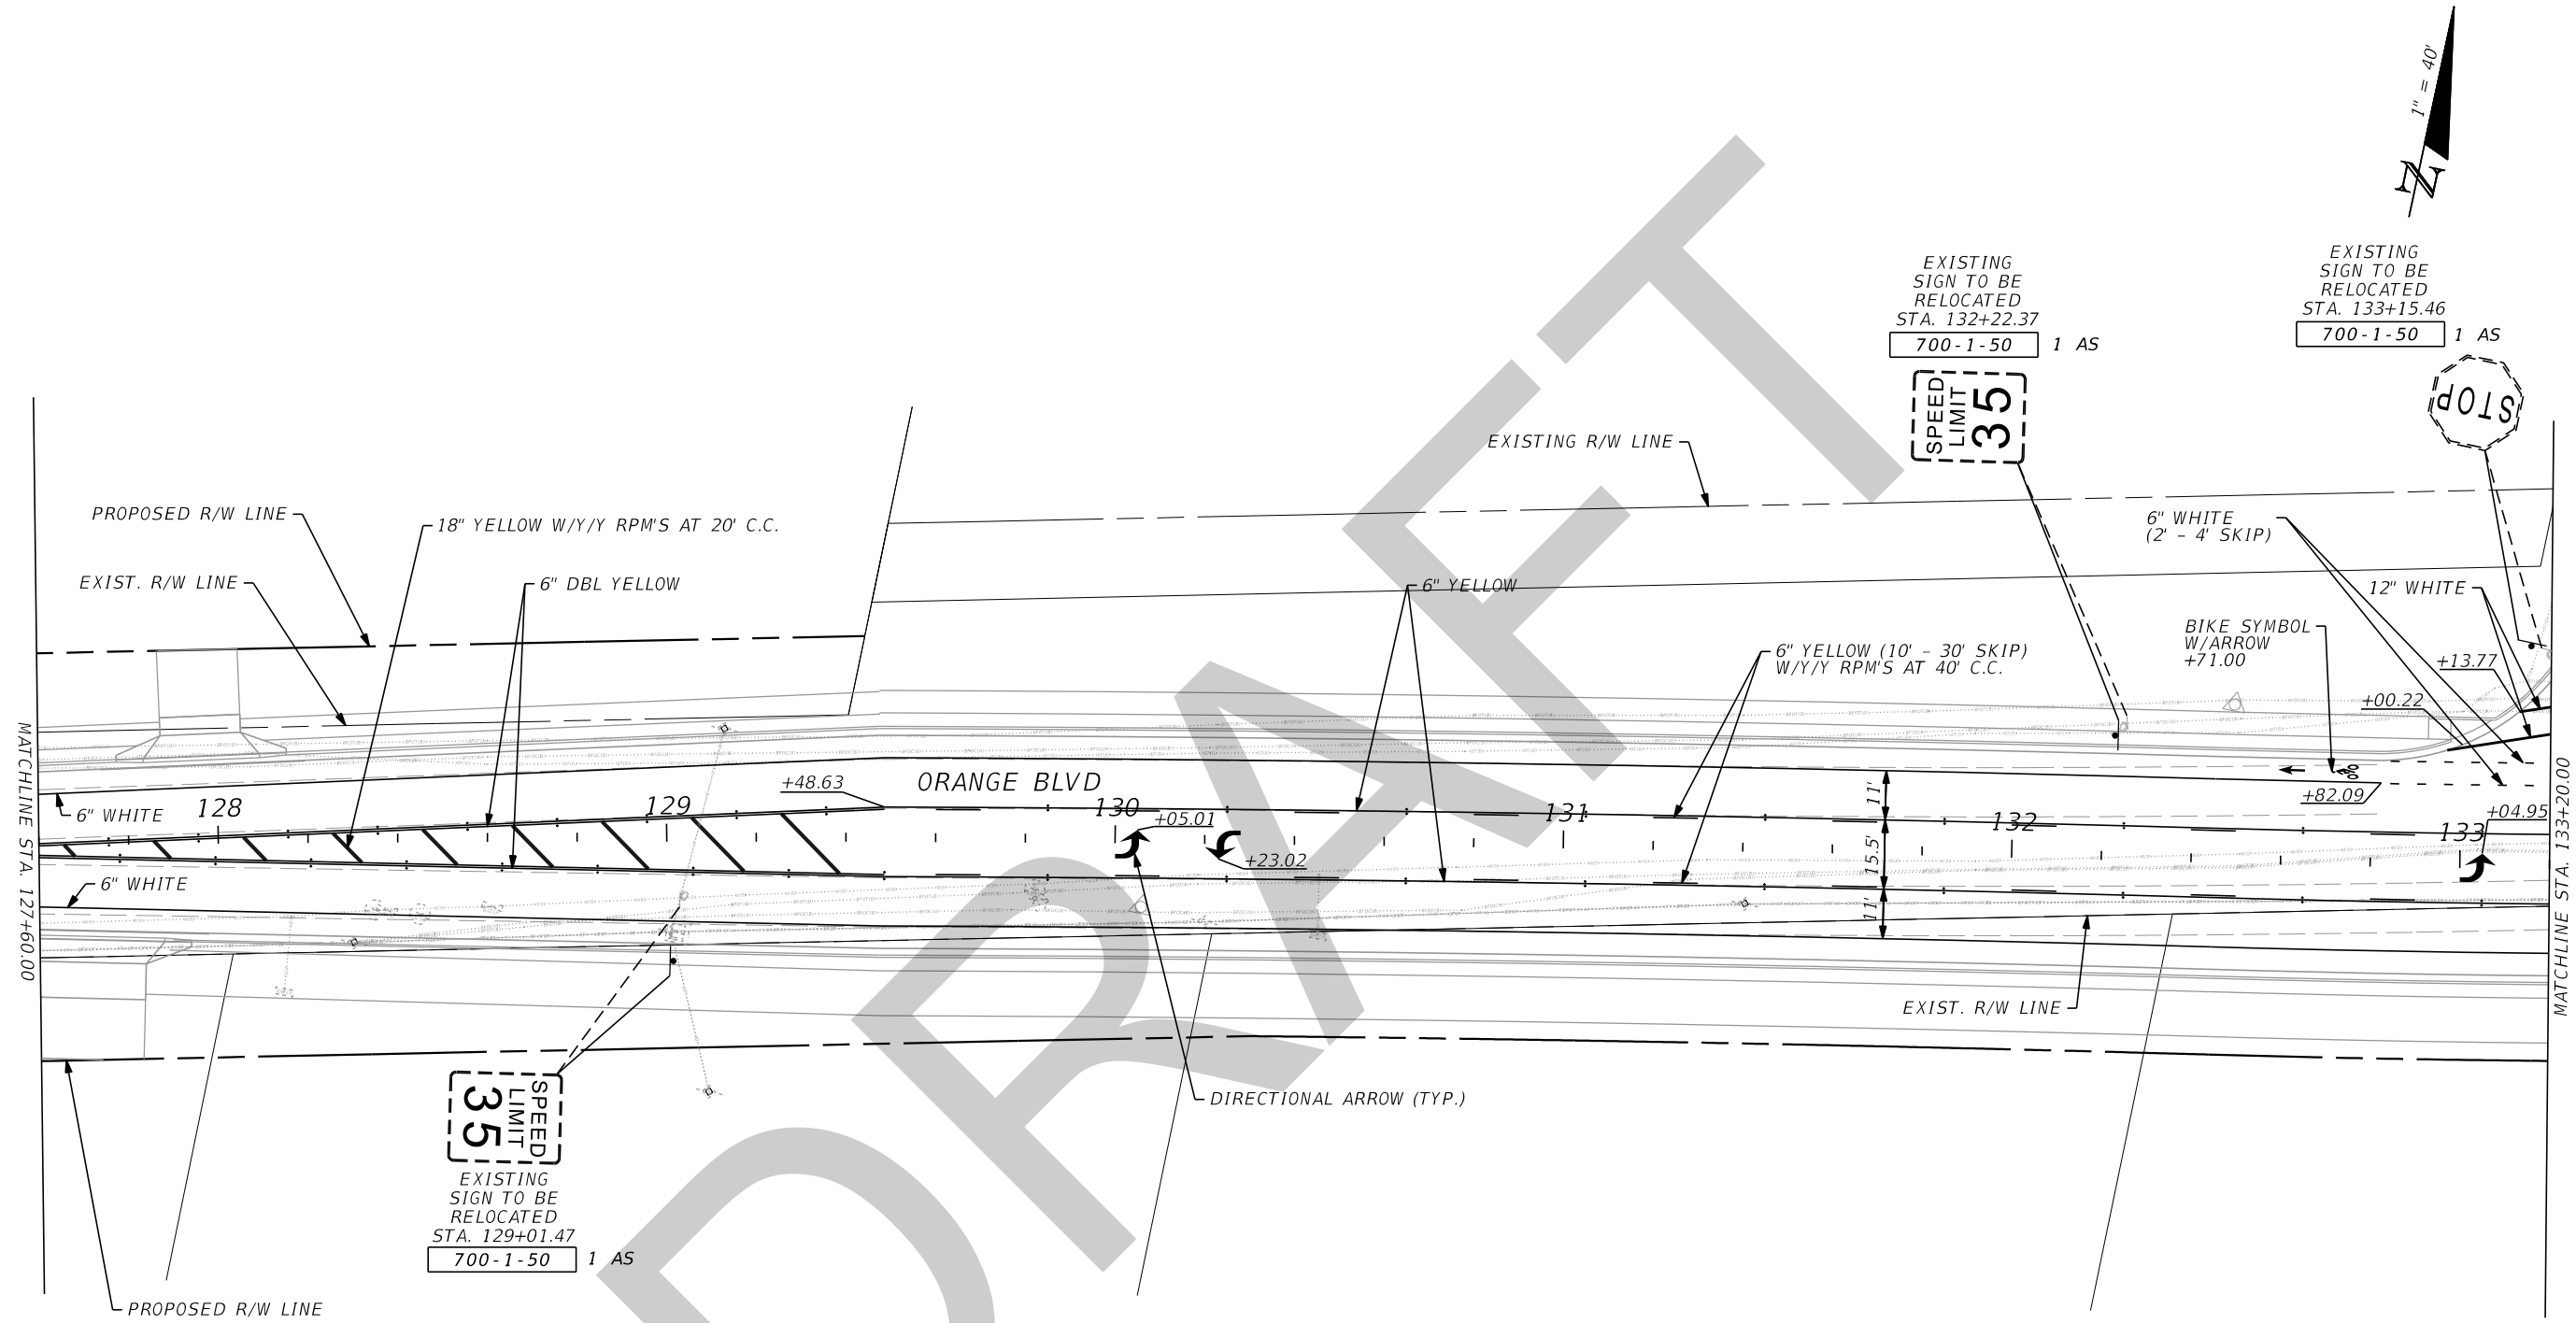 1" = 40'
N
EXISTING
SIGN TO BE
RELOCATED
STA. 132+22.37
700-1-50 1 AS
SPEED
LIMIT
35
EXISTING
SIGN TO BE
RELOCATED
STA. 133+15.46
700-1-50 1 AS
STOP
EXISTING R/W LINE
PROPOSED R/W LINE
18" YELLOW W/Y/Y RPM'S AT 20' C.C.
EXIST. R/W LINE
6" DBL YELLOW
6" YELLOW
6" WHITE
(2' - 4' SKIP)
12" WHITE
BIKE SYMBOL
W/ARROW
+71.00
6" YELLOW (10' - 30' SKIP)
W/Y/Y RPM'S AT 40' C.C.
+13.77
+00.22
+82.09
+04.95
MATCHLINE STA. 127+60.00
MATCHLINE STA. 133+20.00
6" WHITE
128
129
+48.63
ORANGE BLVD
130
+05.01
+23.02
131
132
133
11'
15.5'
11'
6" WHITE
EXIST. R/W LINE
DIRECTIONAL ARROW (TYP.)
SPEED
LIMIT
35
EXISTING
SIGN TO BE
RELOCATED
STA. 129+01.47
700-1-50 1 AS
PROPOSED R/W LINE
DRAFT